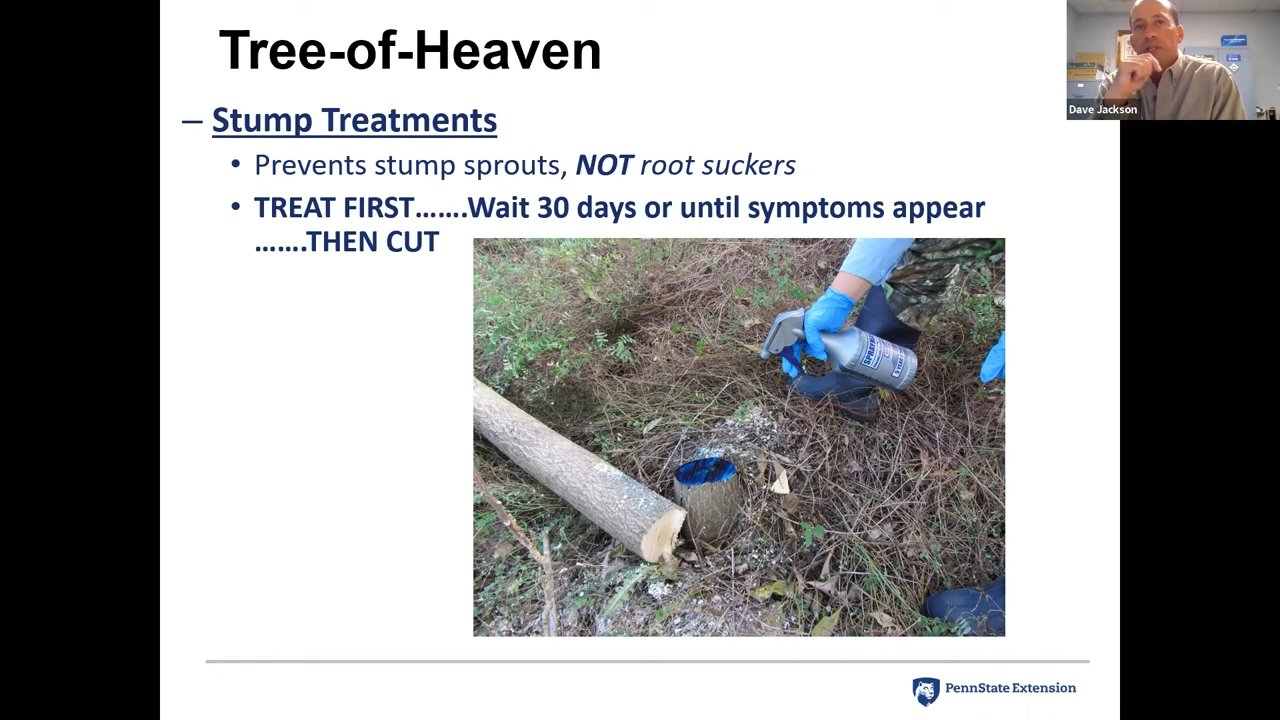 Tree-of-Heaven
– Stump Treatments
• Prevents stump sprouts, NOT root suckers
• TREAT FIRST…….Wait 30 days or until symptoms appear
…….THEN CUT
Dave Jackson
PennState Extension